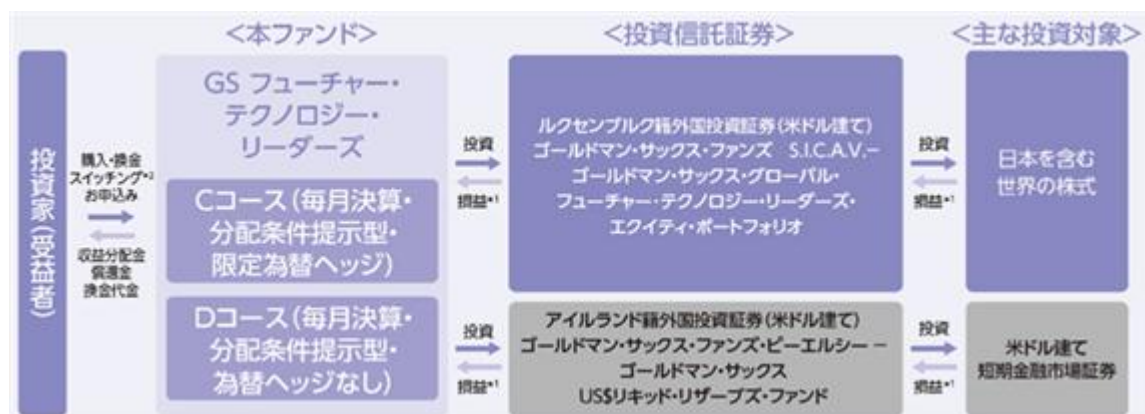 <本ファンド>
<投資信託証券>
<主な投資対象>
投資家(受益者)
購入・換金
スイッチング*2
お申込み
収益分配金
償還金
換金代金
GS フューチャー・
テクノロジー・
リーダーズ
Cコース(毎月決算・
分配条件提示型・
限定為替ヘッジ)
Dコース(毎月決算・
分配条件提示型・
為替ヘッジなし)
投資
損益*1
投資
損益*1
ルクセンブルク籍外国投資証券(米ドル建て)
ゴールドマン・サックス・ファンズ S.I.C.A.V.−
ゴールドマン・サックス・グローバル・
フューチャー・テクノロジー・リーダーズ・
エクイティ・ポートフォリオ
アイルランド籍外国投資証券(米ドル建て)
ゴールドマン・サックス・ファンズ・ピーエルシー −
ゴールドマン・サックス
US$リキッド・リザーブズ・ファンド
投資
損益*1
投資
損益*1
日本を含む
世界の株式
米ドル建て
短期金融市場証券